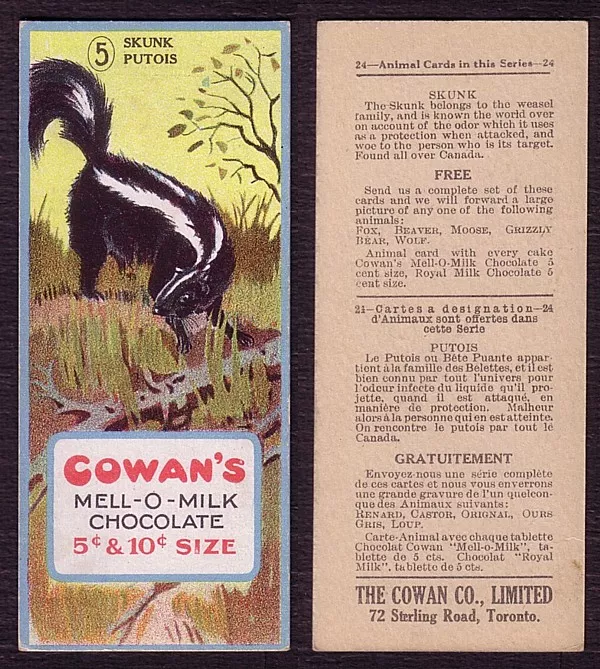 5 SKUNK
PUTOIS
COWAN'S
MELL-O-MILK
CHOCOLATE
5¢ & 10¢ SIZE
24—Animal Cards in this Series—24
SKUNK
The Skunk belongs to the weasel
family, and is known the world over
on account of the odor which it uses
as a protection when attacked, and
woe to the person who is its target.
Found all over Canada.
FREE
Send us a complete set of these
cards and we will forward a large
picture of any one of the following
animals:
FOX, BEAVER, MOOSE, GRIZZLY
BEAR, WOLF.
Animal card with every cake
Cowan's Mell-O-Milk Chocolate 5
cent size, Royal Milk Chocolate 5
cent size.
24—Cartes a designation—24
d'Animaux sont offertes dans
cette Serie
PUTOIS
Le Putois ou Bête Puante appar-
tient à la famille des Belettes, et il est
bien connu par tout l'univers pour
l'odeur infecte du liquide qu'il pro-
jette, quand il est attaqué, en
manière de protection. Malheur
alors à la personne qui en est atteinte.
On rencontre le putois par tout le
Canada.
GRATUITEMENT
Envoyez-nous une série complète
de ces cartes et nous vous enverrons
une grande gravure de l'un quelcon-
que des Animaux suivants:
RENARD, CASTOR, ORIGNAL, OURS
GRIS, LOUP.
Carte-Animal avec chaque tablette
Chocolat Cowan "Mell-o-Milk", ta-
blette de 5 cts. Chocolat "Royal
Milk". tablette de 5 cts.
THE COWAN CO., LIMITED
72 Sterling Road, Toronto.